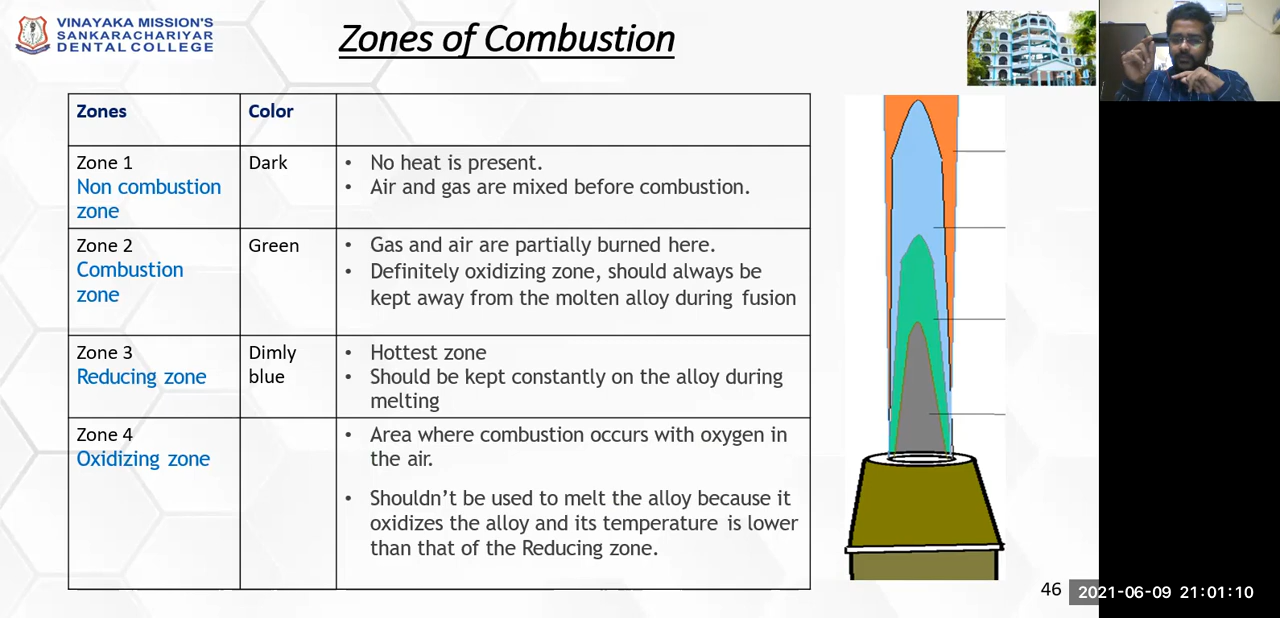 VINAYAKA MISSION'S
SANKARACHARIYAR
DENTAL COLLEGE
Zones of Combustion
Zones
Color
Zone 1
Non combustion
zone
Dark
• No heat is present.
• Air and gas are mixed before combustion.
Zone 2
Combustion
zone
Green
• Gas and air are partially burned here.
• Definitely oxidizing zone, should always be
kept away from the molten alloy during fusion
Zone 3
Reducing zone
Dimly
blue
• Hottest zone
• Should be kept constantly on the alloy during
melting
Zone 4
Oxidizing zone
• Area where combustion occurs with oxygen in
the air.
• Shouldn't be used to melt the alloy because it
oxidizes the alloy and its temperature is lower
than that of the Reducing zone.
46
2021-06-09 21:01:10